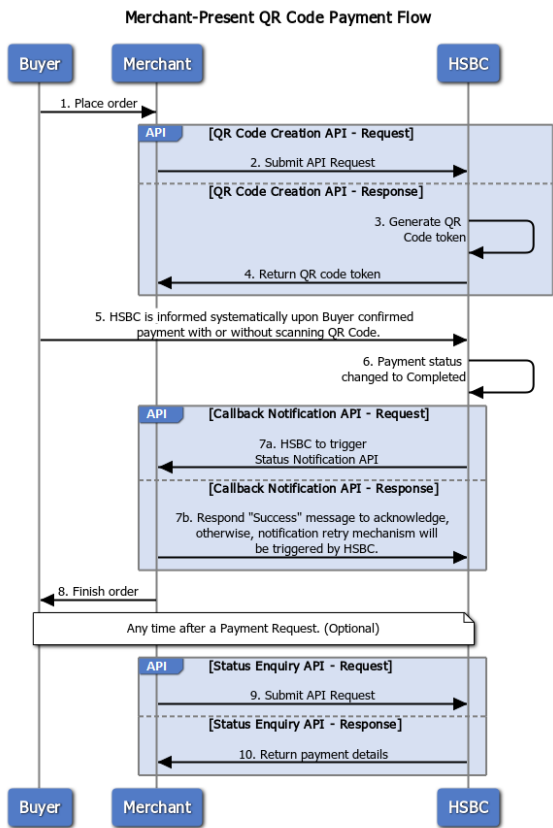 Merchant-Present QR Code Payment Flow
Buyer
Merchant
HSBC
1. Place order
API
[QR Code Creation API - Request]
2. Submit API Request
[QR Code Creation API - Response]
3. Generate QR
Code token
4. Return QR code token
5. HSBC is informed systematically upon Buyer confirmed
payment with or without scanning QR Code.
6. Payment status
changed to Completed
API
[Callback Notification API - Request]
7a. HSBC to trigger
Status Notification API
[Callback Notification API - Response]
7b. Respond "Success" message to acknowledge,
otherwise, notification retry mechanism will
be triggered by HSBC.
8. Finish order
Any time after a Payment Request. (Optional)
API
[Status Enquiry API - Request]
9. Submit API Request
[Status Enquiry API - Response]
10. Return payment details
Buyer
Merchant
HSBC